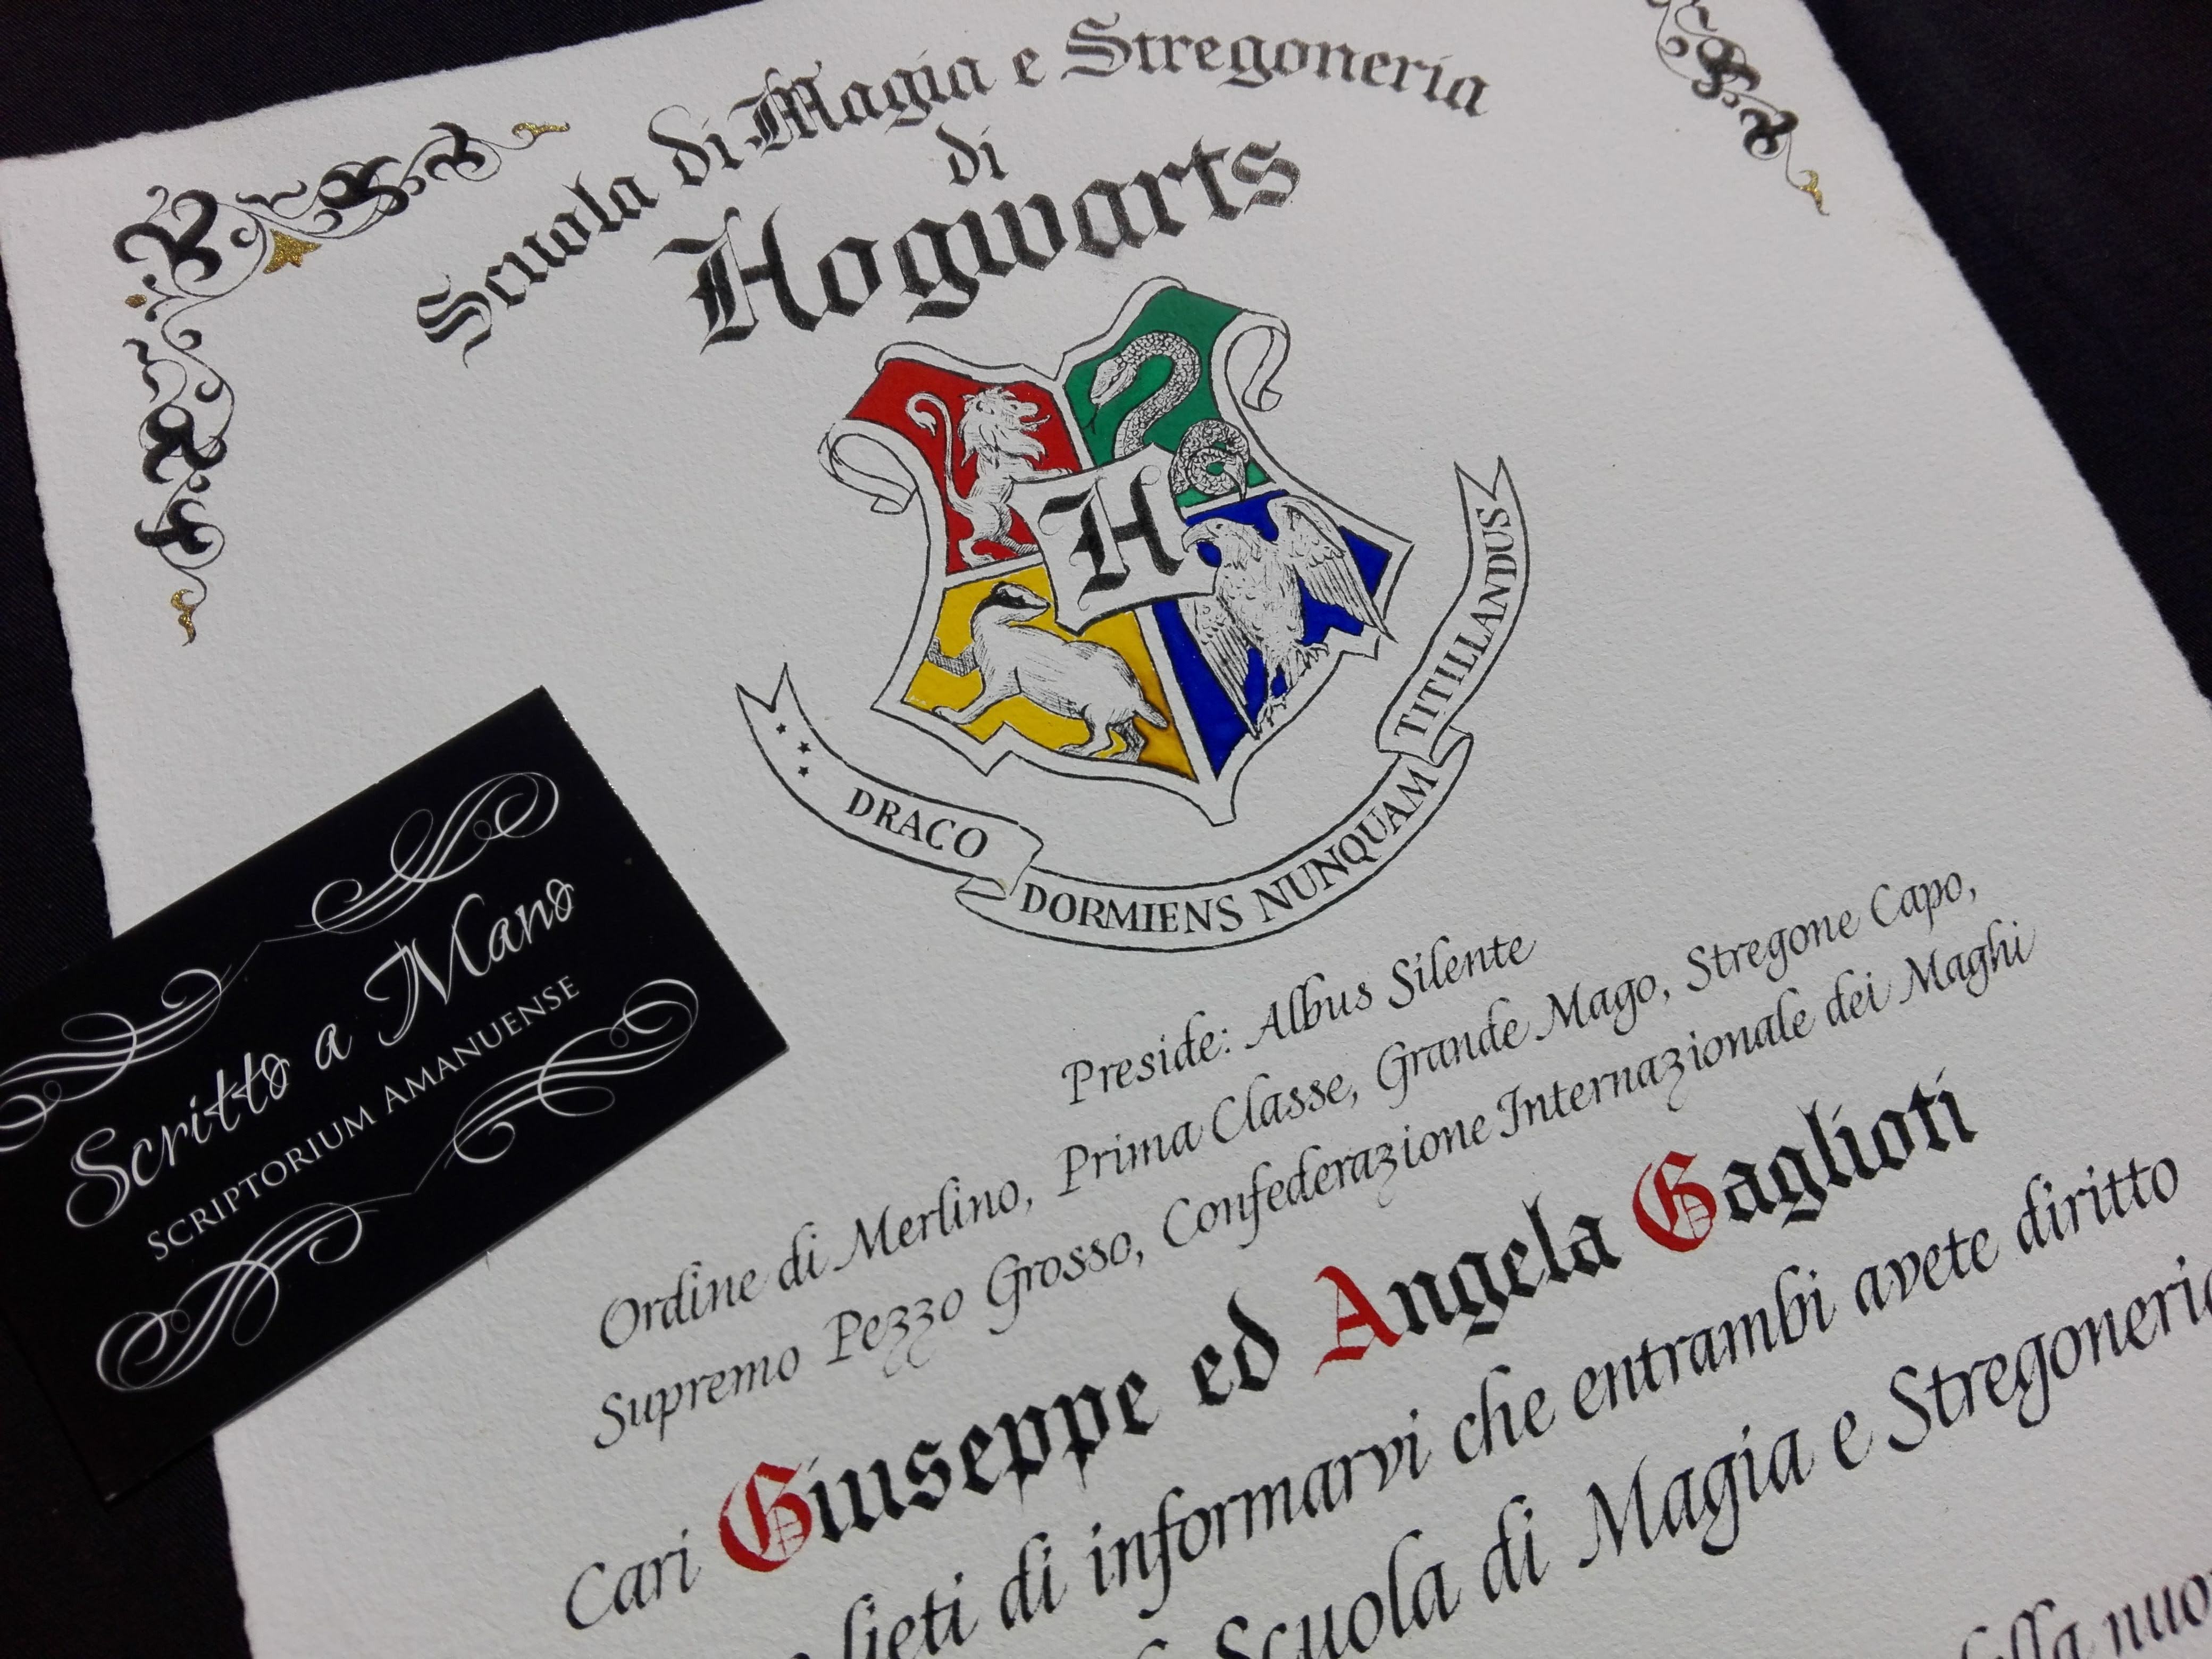 Scuola di Magia e Stregoneria
di
Hogwarts
H
DRACO
DORMIENS NUNQUAM
TITILLANDUS
Scritto a Mano
SCRIPTORIUM AMANUENSE
Preside: Albus Silente
Ordine di Merlino, Prima Classe, Grande Mago, Stregone Capo,
Supremo Pezzo Grosso, Confederazione Internazionale dei Maghi
Cari Giuseppe ed Angela Gaglioti
lieti di informarvi che entrambi avete diritto
Scuola di Magia e Stregoneria